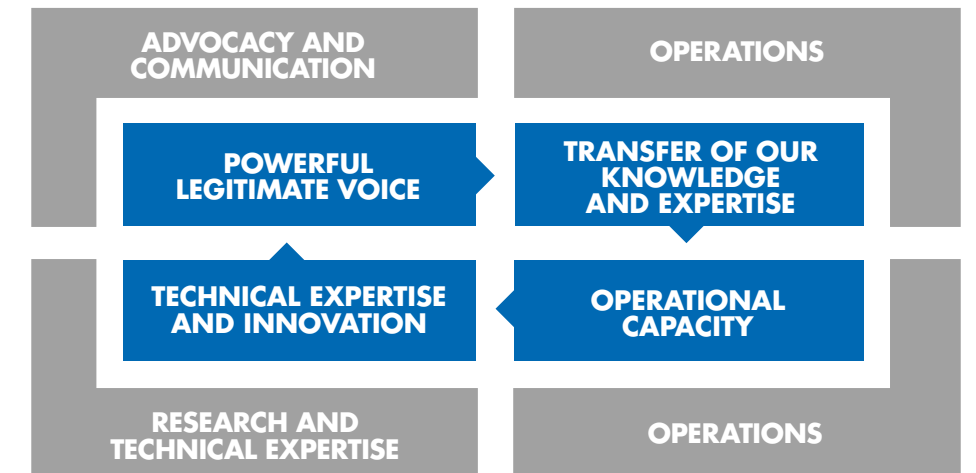 ADVOCACY AND
COMMUNICATION
OPERATIONS
POWERFUL
LEGITIMATE VOICE
TRANSFER OF OUR
KNOWLEDGE
AND EXPERTISE
TECHNICAL EXPERTISE
AND INNOVATION
OPERATIONAL
CAPACITY
RESEARCH AND
TECHNICAL EXPERTISE
OPERATIONS